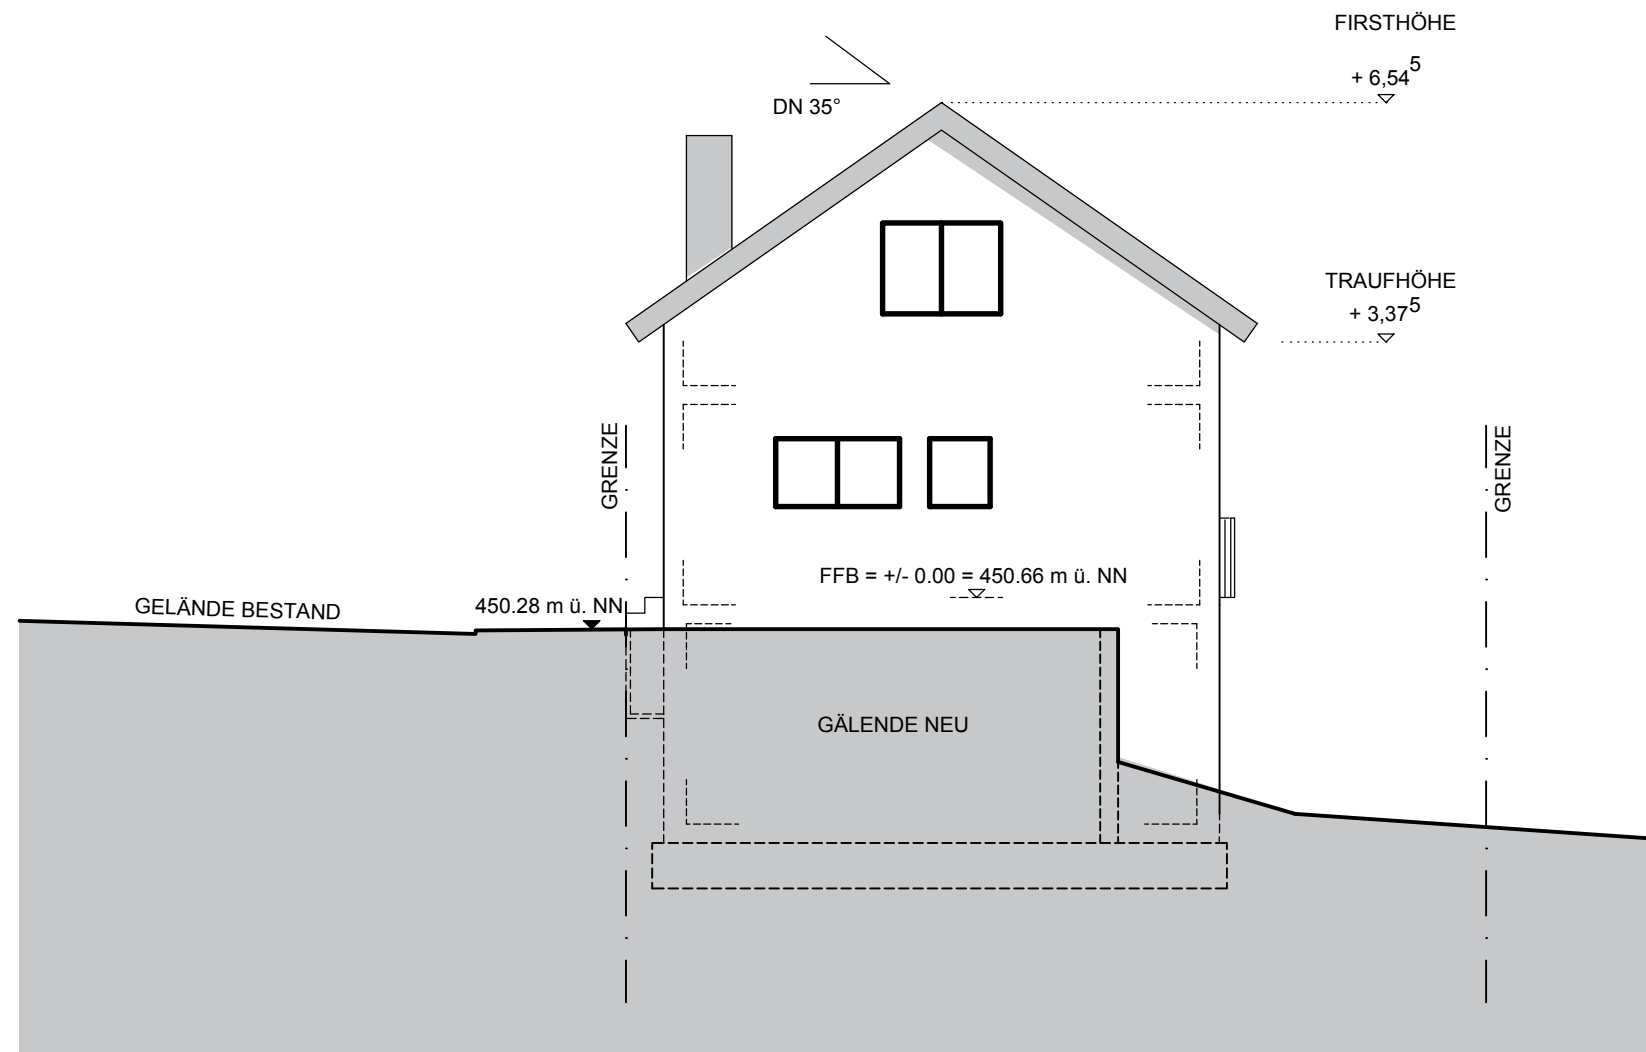 FIRSTHÖHE
+ 6,54⁵
DN 35°
TRAUFHÖHE
+ 3,37⁵
GRENZE
GRENZE
FFB = +/- 0.00 = 450.66 m ü. NN
GELÄNDE BESTAND
450.28 m ü. NN
GÄLENDE NEU